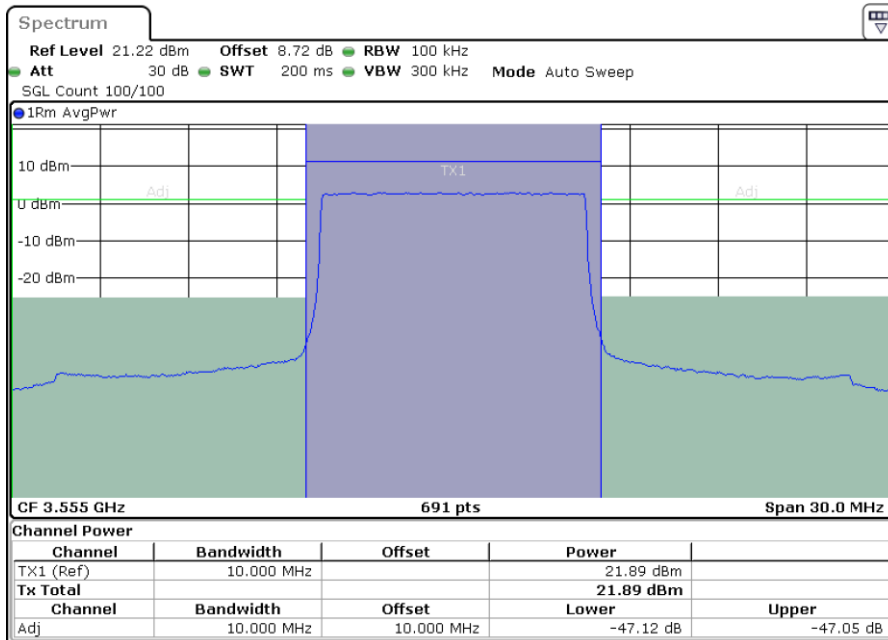 Spectrum
Ref Level 21.22 dBm Offset 8.72 dB RBW 100 kHz
Att 30 dB SWT 200 ms VBW 300 kHz Mode Auto Sweep
SGL Count 100/100
1Rm AvgPwr
10 dBm
TX1
Adj Adj
0 dBm
-10 dBm
-20 dBm
CF 3.555 GHz 691 pts Span 30.0 MHz
Channel Power
Channel Bandwidth Offset Power
TX1 (Ref) 10.000 MHz 21.89 dBm
Tx Total 21.89 dBm
Channel Bandwidth Offset Lower Upper
Adj 10.000 MHz 10.000 MHz -47.12 dB -47.05 dB